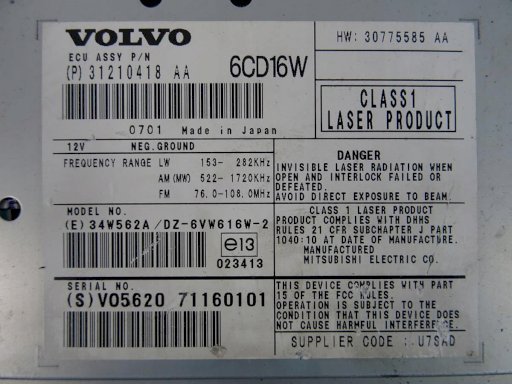 VOLVO
ECU ASSY P/N
(P) 31210418 AA
6CD16W
HW: 30775585 AA
0701 Made in Japan
CLASS1
LASER PRODUCT
12V NEG.GROUND
FREQUENCY RANGE LW 153- 282KHz
AM(MW) 522- 1720KHz
FM 76.0-108.0MHz
DANGER
INVISIBLE LASER RADIATION WHEN
OPEN AND INTERLOCK FAILED OR
DEFEATED.
AVOID DIRECT EXPOSURE TO BEAM.
MODEL NO.
(E) 34W562A/DZ-6VW616W-2
e13
023413
CLASS 1 LASER PRODUCT
PRODUCT COMPLIES WITH DHHS
RULES 21 CFR SUBCHAPTER J PART
1040:10 AT DATE OF MANUFACTURE.
MANUFACTURED
MITSUBISHI ELECTRIC CO.
SERIAL NO.
(S) VO5620 71160101
THIS DEVICE COMPLIES WITH PART
15 OF THE FCC RULES.
OPERATION IS SUBJECT TO THE
CONDITION THAT THIS DEVICE DOES
NOT CAUSE HARMFUL INTERFERENCE.
SUPPLIER CODE : U7SAD